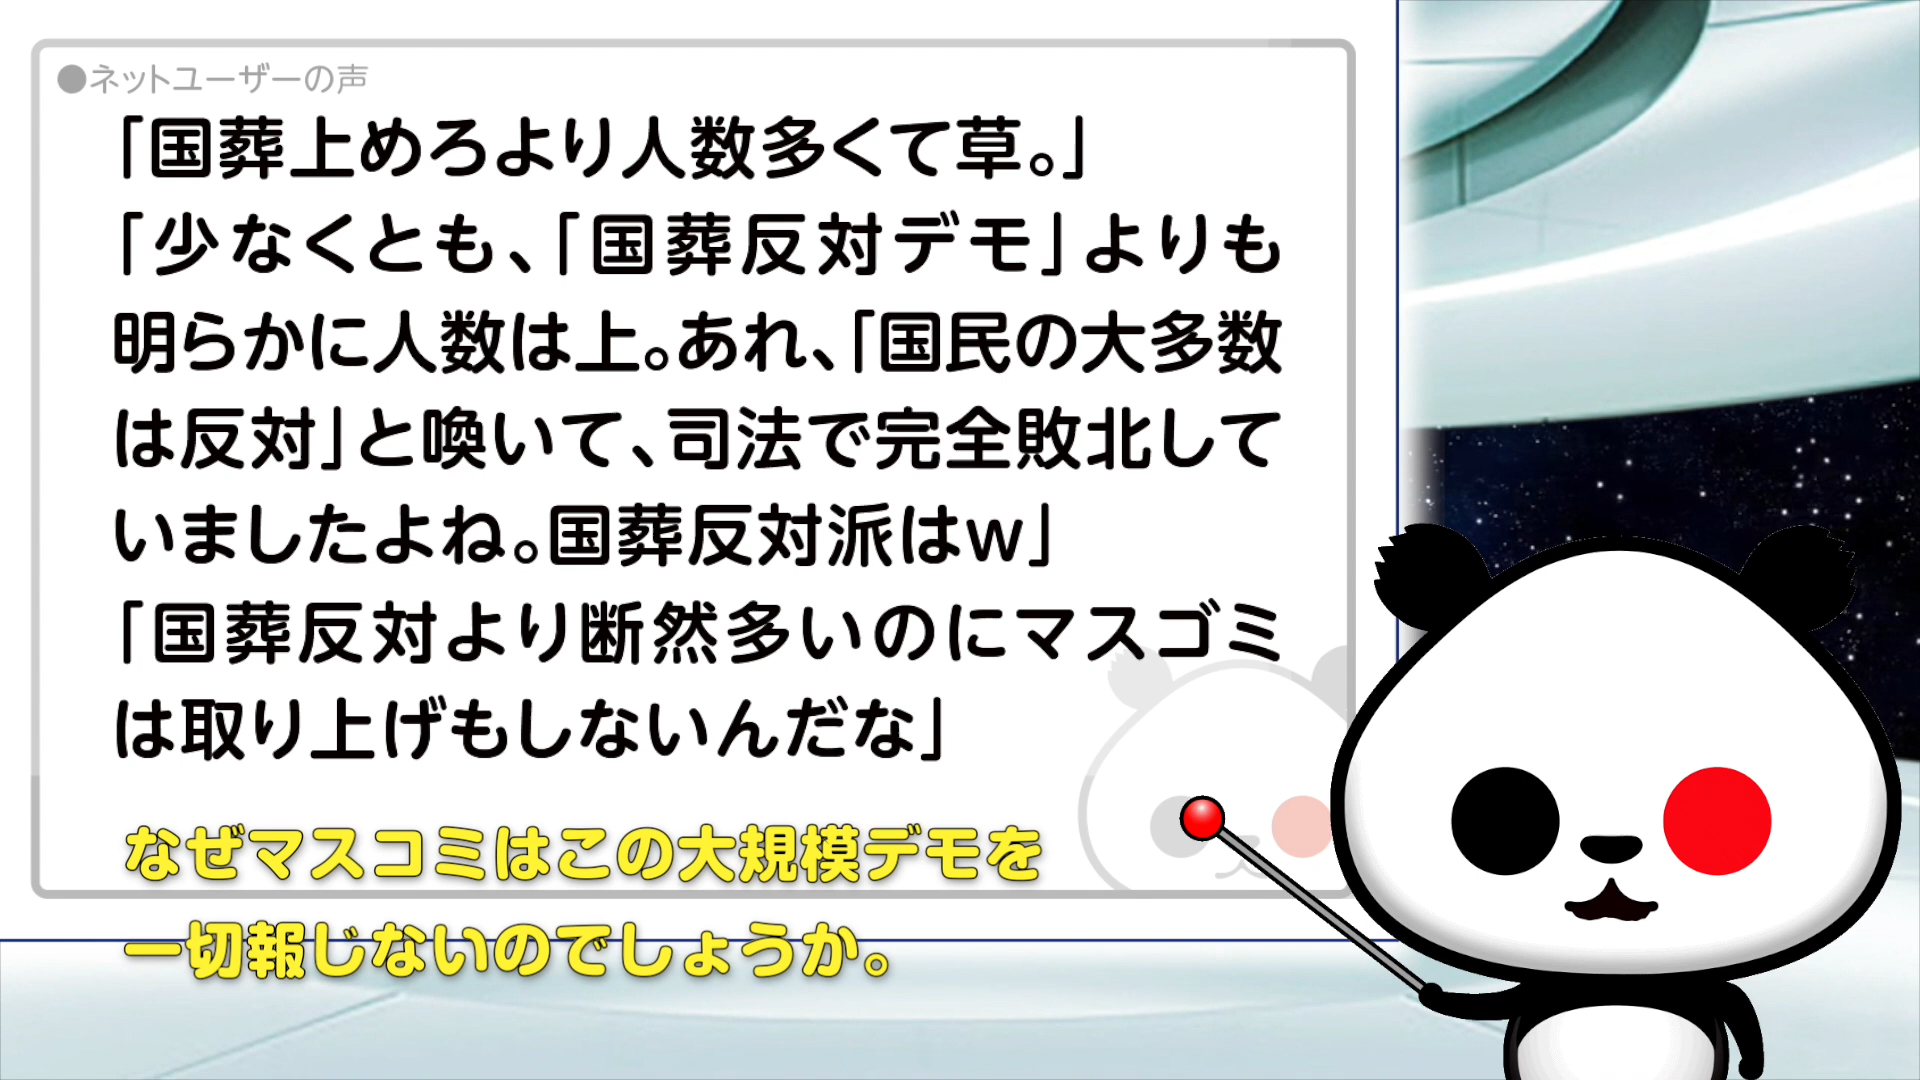 ●ネットユーザーの声
「国葬上めろより人数多くて草。」
「少なくとも、「国葬反対デモ」よりも
明らかに人数は上。あれ、「国民の大多数
は反対」と喚いて、司法で完全敗北して
いましたよね。国葬反対派はw」
「国葬反対より断然多いのにマスゴミ
は取り上げもしないんだな」
なぜマスコミはこの大規模デモを
一切報じないのでしょうか。